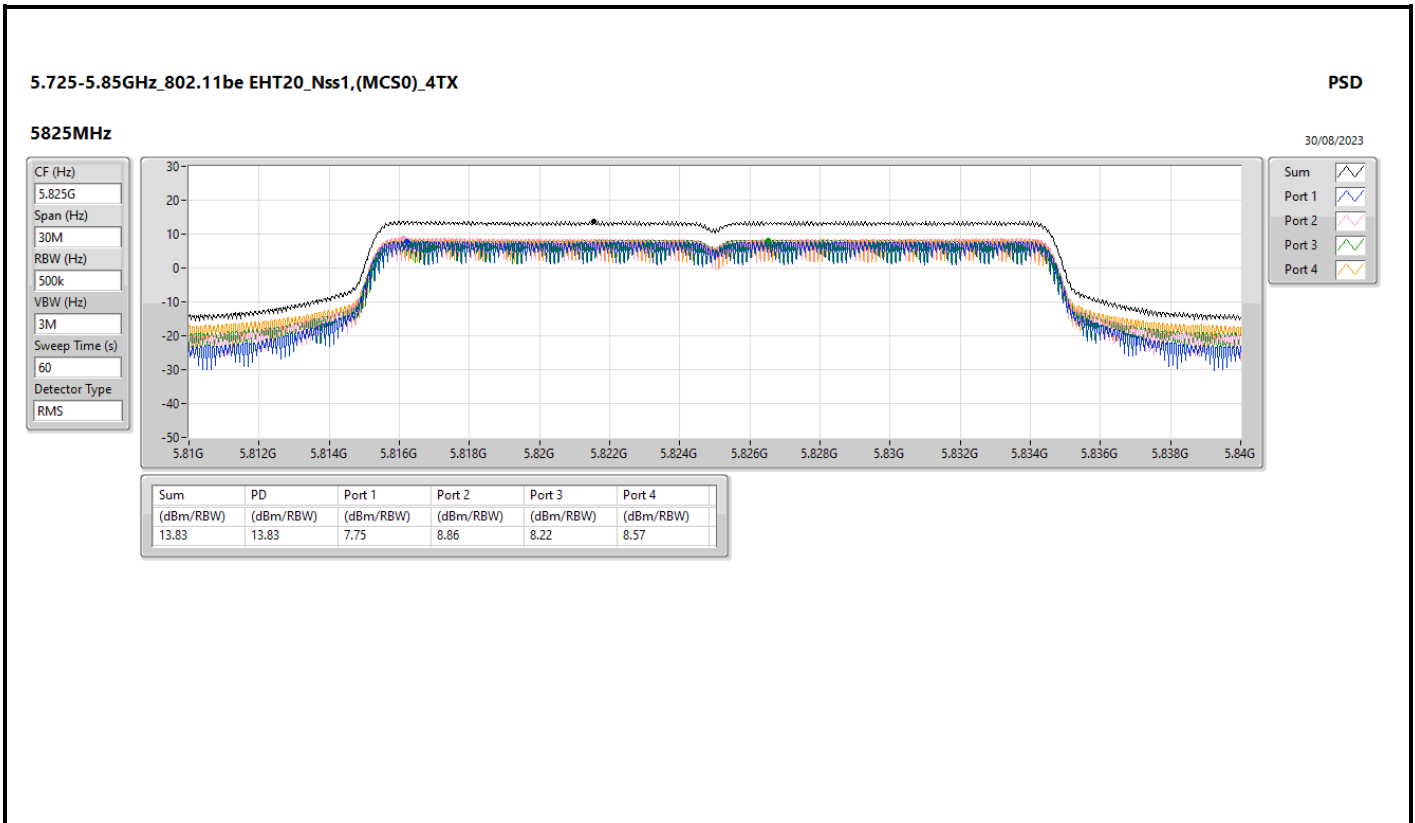 5.725-5.85GHz_802.11be EHT20_Nss1,(MCS0)_4TX
PSD
5825MHz
30/08/2023
CF (Hz)
5.825G
Span (Hz)
30M
RBW (Hz)
500k
VBW (Hz)
3M
Sweep Time (s)
60
Detector Type
RMS
30
20
10
0
-10
-20
-30
-40
-50
5.81G 5.812G 5.814G 5.816G 5.818G 5.82G 5.822G 5.824G 5.826G 5.828G 5.83G 5.832G 5.834G 5.836G 5.838G 5.84G
Sum
Port 1
Port 2
Port 3
Port 4
Sum PD Port 1 Port 2 Port 3 Port 4
(dBm/RBW) (dBm/RBW) (dBm/RBW) (dBm/RBW) (dBm/RBW) (dBm/RBW)
13.83 13.83 7.75 8.86 8.22 8.57